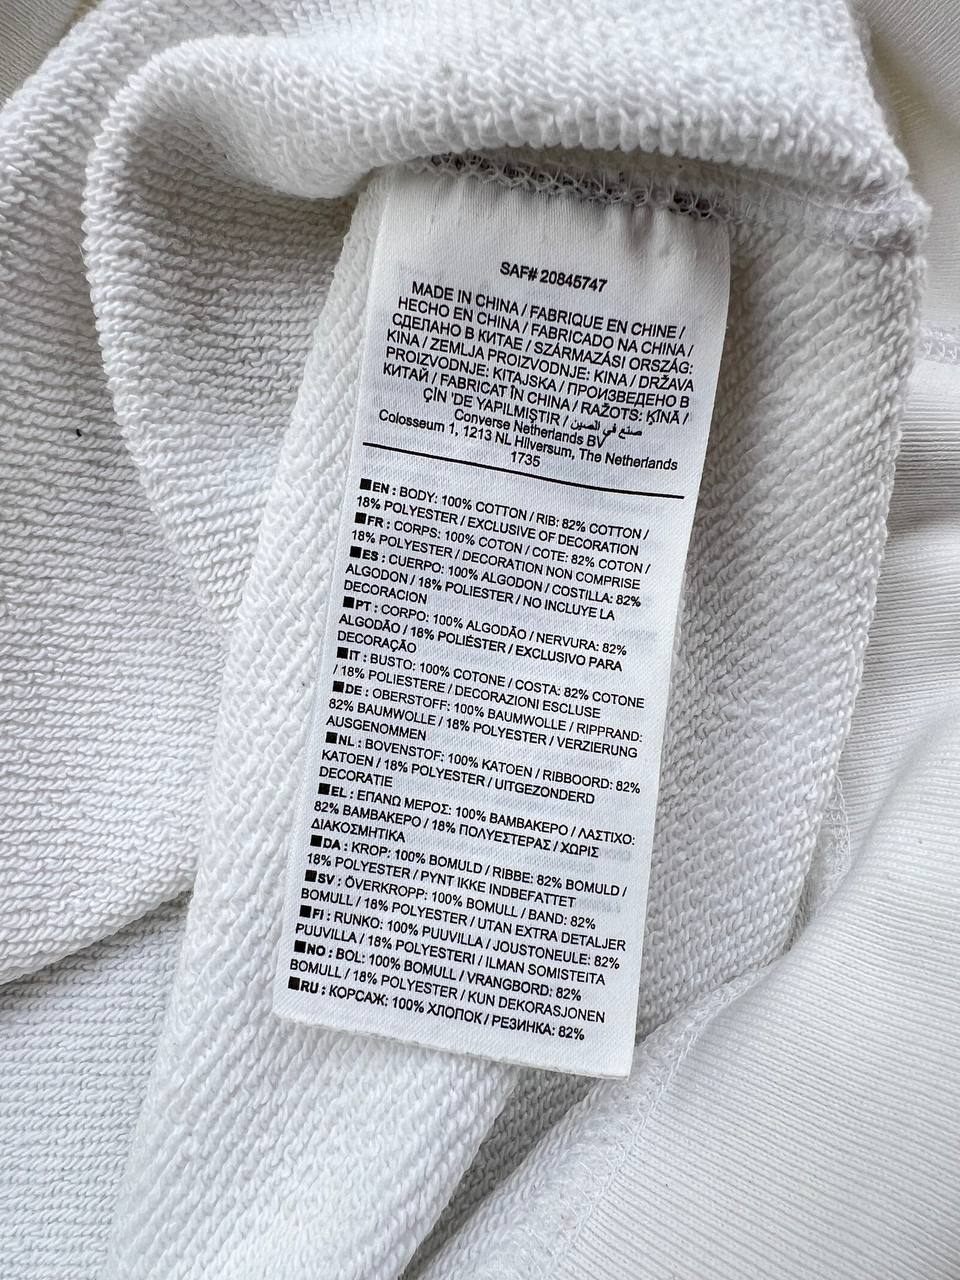 SAF# 20845747
MADE IN CHINA / FABRIQUE EN CHINE /
HECHO EN CHINA / FABRICADO NA CHINA /
СДЕЛАНО В КИТАЕ / SZÁRMAZÁSI ORSZÁG:
KINA / ZEMLJA PROIZVODNJE: KINA / DRŽAVA
PROIZVODNJE: KITAJSKA / ПРОИЗВЕДЕНО В
КИТАЙ / FABRICAT ÎN CHINA / RAŽOTS: ĶĪNĀ /
ÇİN 'DE YAPILMIŞTIR / صنع في الصين
Converse Netherlands BV
Colosseum 1, 1213 NL Hilversum, The Netherlands
1735
■EN : BODY: 100% COTTON / RIB: 82% COTTON /
18% POLYESTER / EXCLUSIVE OF DECORATION
■FR : CORPS: 100% COTON / COTE: 82% COTON /
18% POLYESTER / DECORATION NON COMPRISE
■ES : CUERPO: 100% ALGODON / COSTILLA: 82%
ALGODON / 18% POLIESTER / NO INCLUYE LA
DECORACION
■PT : CORPO: 100% ALGODÃO / NERVURA: 82%
ALGODÃO / 18% POLIÉSTER / EXCLUSIVO PARA
DECORAÇÃO
■IT : BUSTO: 100% COTONE / COSTA: 82% COTONE
/ 18% POLIESTERE / DECORAZIONI ESCLUSE
■DE : OBERSTOFF: 100% BAUMWOLLE / RIPPRAND:
82% BAUMWOLLE / 18% POLYESTER / VERZIERUNG
AUSGENOMMEN
■NL : BOVENSTOF: 100% KATOEN / RIBBOORD: 82%
KATOEN / 18% POLYESTER / UITGEZONDERD
DECORATIE
■EL : ΕΠΑΝΩ ΜΕΡΟΣ: 100% ΒΑΜΒΑΚΕΡΟ / ΛΑΣΤΙΧΟ:
82% ΒΑΜΒΑΚΕΡΟ / 18% ΠΟΛΥΕΣΤΕΡΑΣ / ΧΩΡΙΣ
ΔΙΑΚΟΣΜΗΤΙΚΑ
■DA : KROP: 100% BOMULD / RIBBE: 82% BOMULD /
18% POLYESTER / PYNT IKKE INDBEFATTET
■SV : ÖVERKROPP: 100% BOMULL / BAND: 82%
BOMULL / 18% POLYESTER / UTAN EXTRA DETALJER
■FI : RUNKO: 100% PUUVILLA / JOUSTONEULE: 82%
PUUVILLA / 18% POLYESTERI / ILMAN SOMISTEITA
■NO : BOL: 100% BOMULL / VRANGBORD: 82%
BOMULL / 18% POLYESTER / KUN DEKORASJONEN
■RU : КОРСАЖ: 100% ХЛОПОК / РЕЗИНКА: 82%